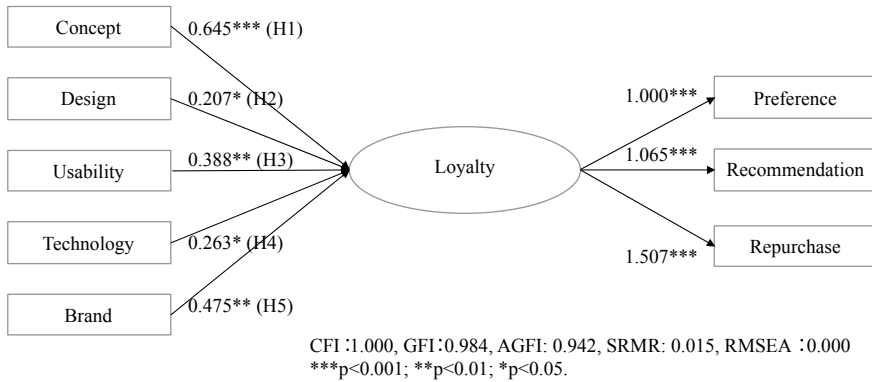 Concept
0.645*** (H1)
Design
0.207* (H2)
Usability
0.388** (H3)
Technology
0.263* (H4)
Brand
0.475** (H5)
Loyalty
1.000***
Preference
1.065***
Recommendation
1.507***
Repurchase
CFI：1.000, GFI：0.984, AGFI: 0.942, SRMR: 0.015, RMSEA：0.000
***p<0.001; **p<0.01; *p<0.05.